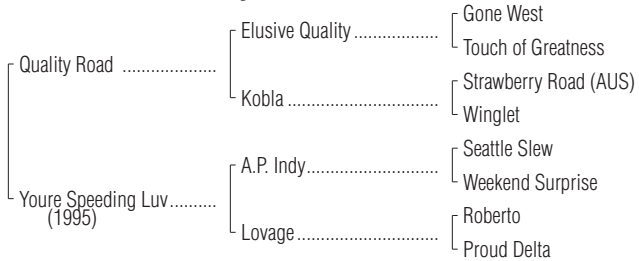 Gone West
Elusive Quality ..................
Touch of Greatness
Quality Road ....................
Strawberry Road (AUS)
Kobla ................................
Winglet
Seattle Slew
A.P. Indy............................
Weekend Surprise
Youre Speeding Luv..........
(1995)
Roberto
Lovage..............................
Proud Delta